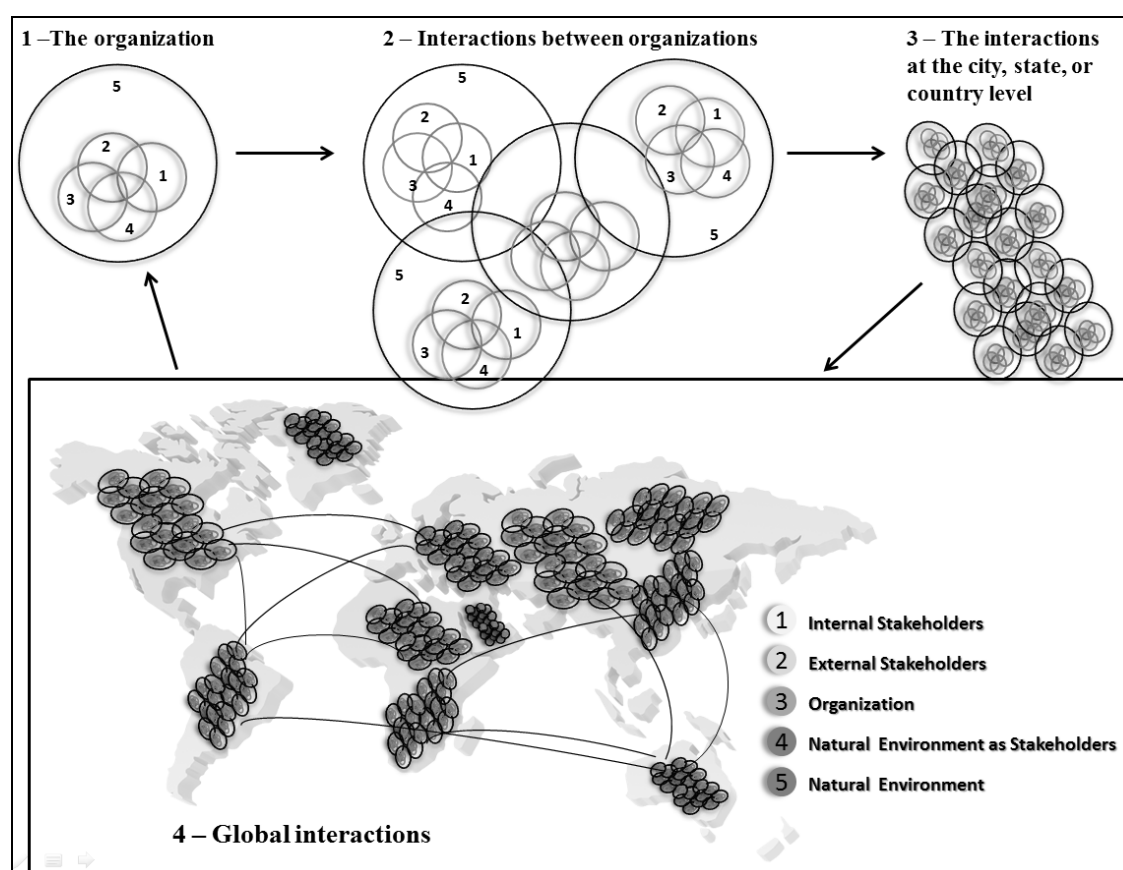 1 –The organization
2 – Interactions between organizations
3 – The interactions
at the city, state, or
country level
5
2
1
3
4
5
2
1
3
4
2
1
3
4
5
5
2
1
3
4
1 Internal Stakeholders
2 External Stakeholders
3 Organization
4 Natural Environment as Stakeholders
5 Natural Environment
4 – Global interactions